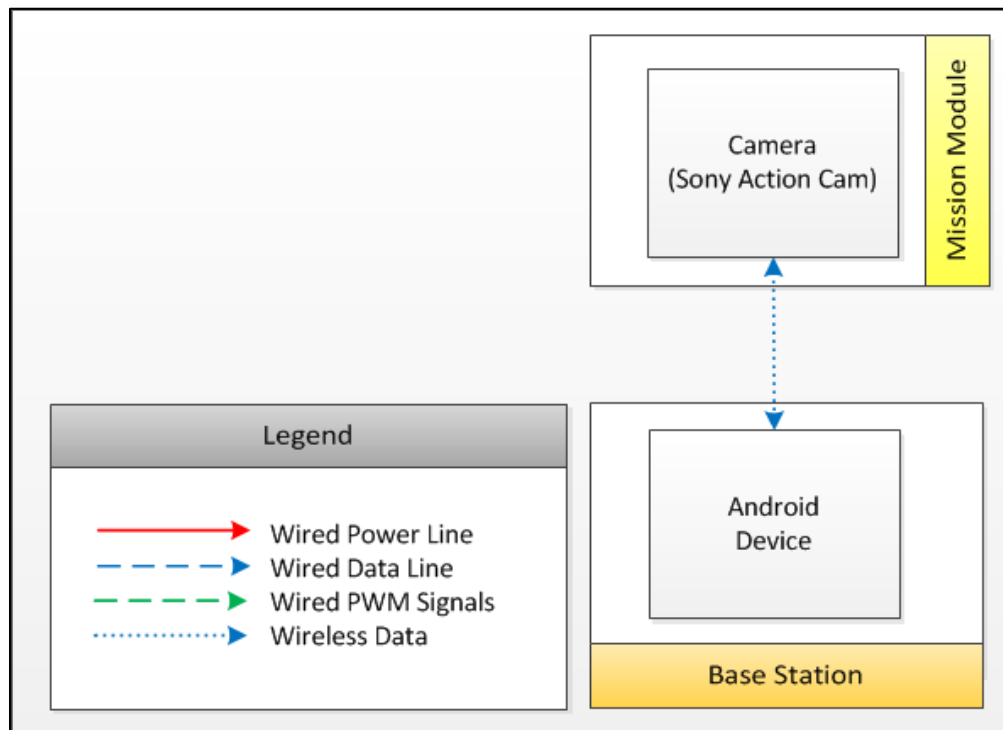 Camera
(Sony Action Cam)
Mission Module
Legend
Wired Power Line
Wired Data Line
Wired PWM Signals
Wireless Data
Android
Device
Base Station